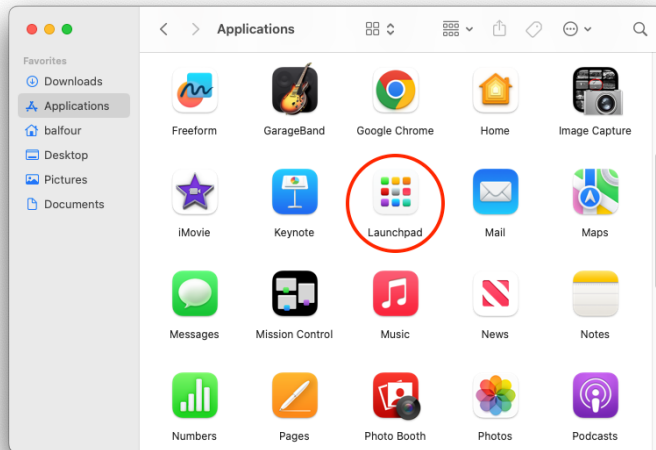 Applications
Favorites
Downloads
Applications
balfour
Desktop
Pictures
Documents
Freeform
GarageBand
Google Chrome
Home
Image Capture
iMovie
Keynote
Launchpad
Mail
Maps
Messages
Mission Control
Music
News
Notes
Numbers
Pages
Photo Booth
Photos
Podcasts